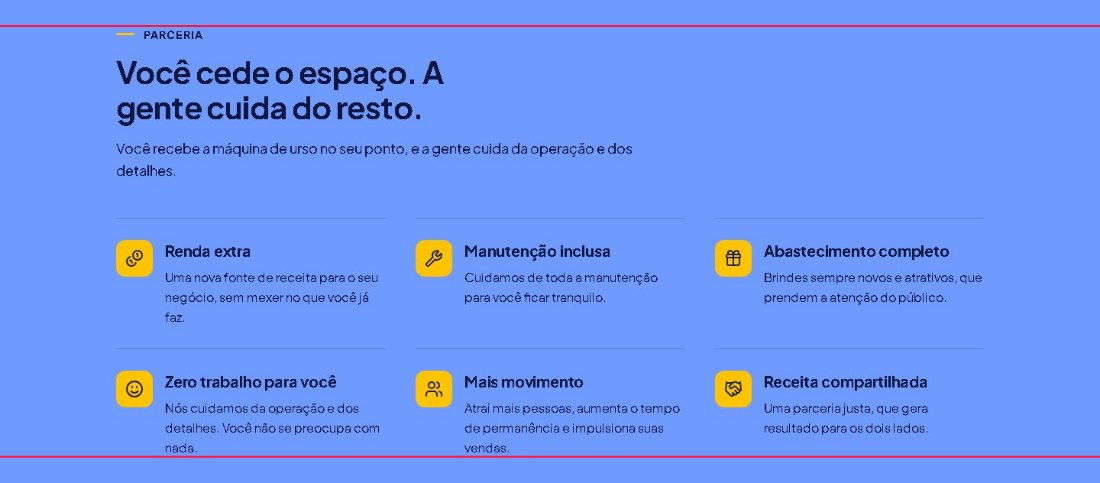 PARCERIA
Você cede o espaço. A
gente cuida do resto.
Você recebe a máquina de urso no seu ponto, e a gente cuida da operação e dos
detalhes.
Renda extra
Uma nova fonte de receita para o seu
negócio, sem mexer no que você já
faz.
Manutenção inclusa
Cuidamos de toda a manutenção
para você ficar tranquilo.
Abastecimento completo
Brindes sempre novos e atrativos, que
prendem a atenção do público.
Zero trabalho para você
Nós cuidamos da operação e dos
detalhes. Você não se preocupa com
nada.
Mais movimento
Atrai mais pessoas, aumenta o tempo
de permanência e impulsiona suas
vendas.
Receita compartilhada
Uma parceria justa, que gera
resultado para os dois lados.